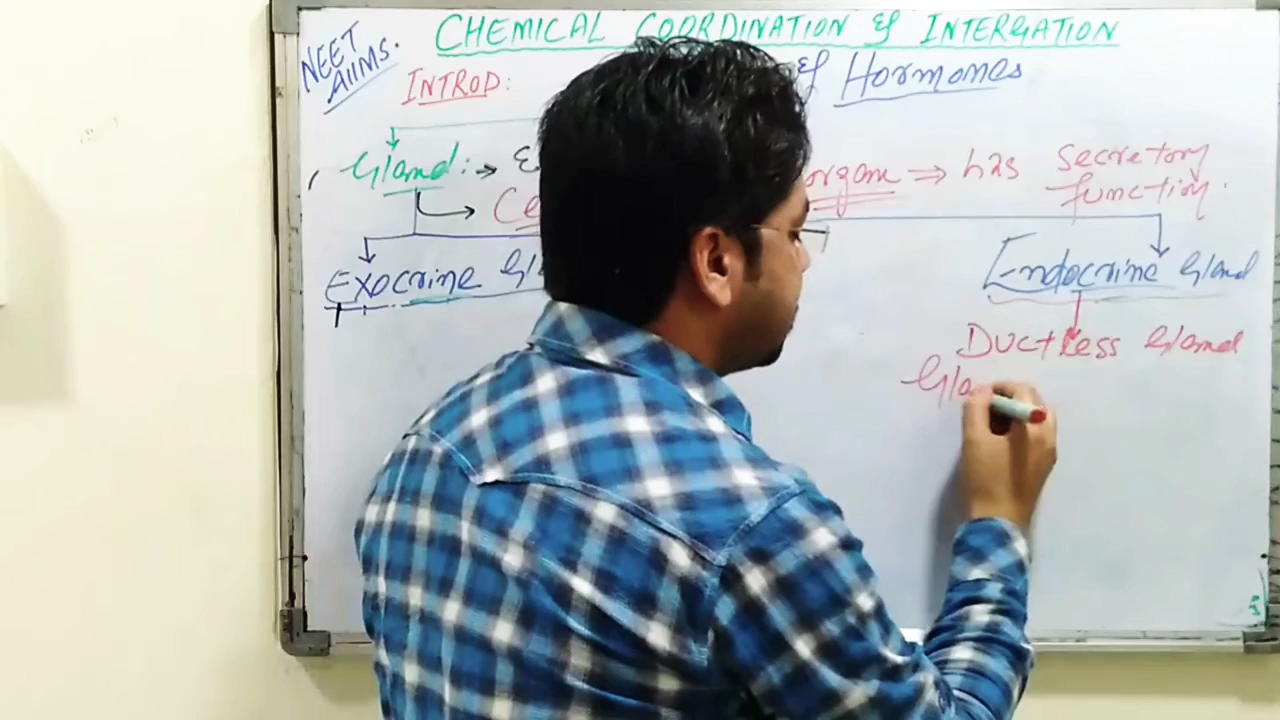 CHEMICAL COORDINATION & INTERGATION
NEET
AIIMS.
INTROD: & Hormones
Gland: → organ ⇒ has secretory
function.
Exocrine Endocrine Gland
Ductless Gland